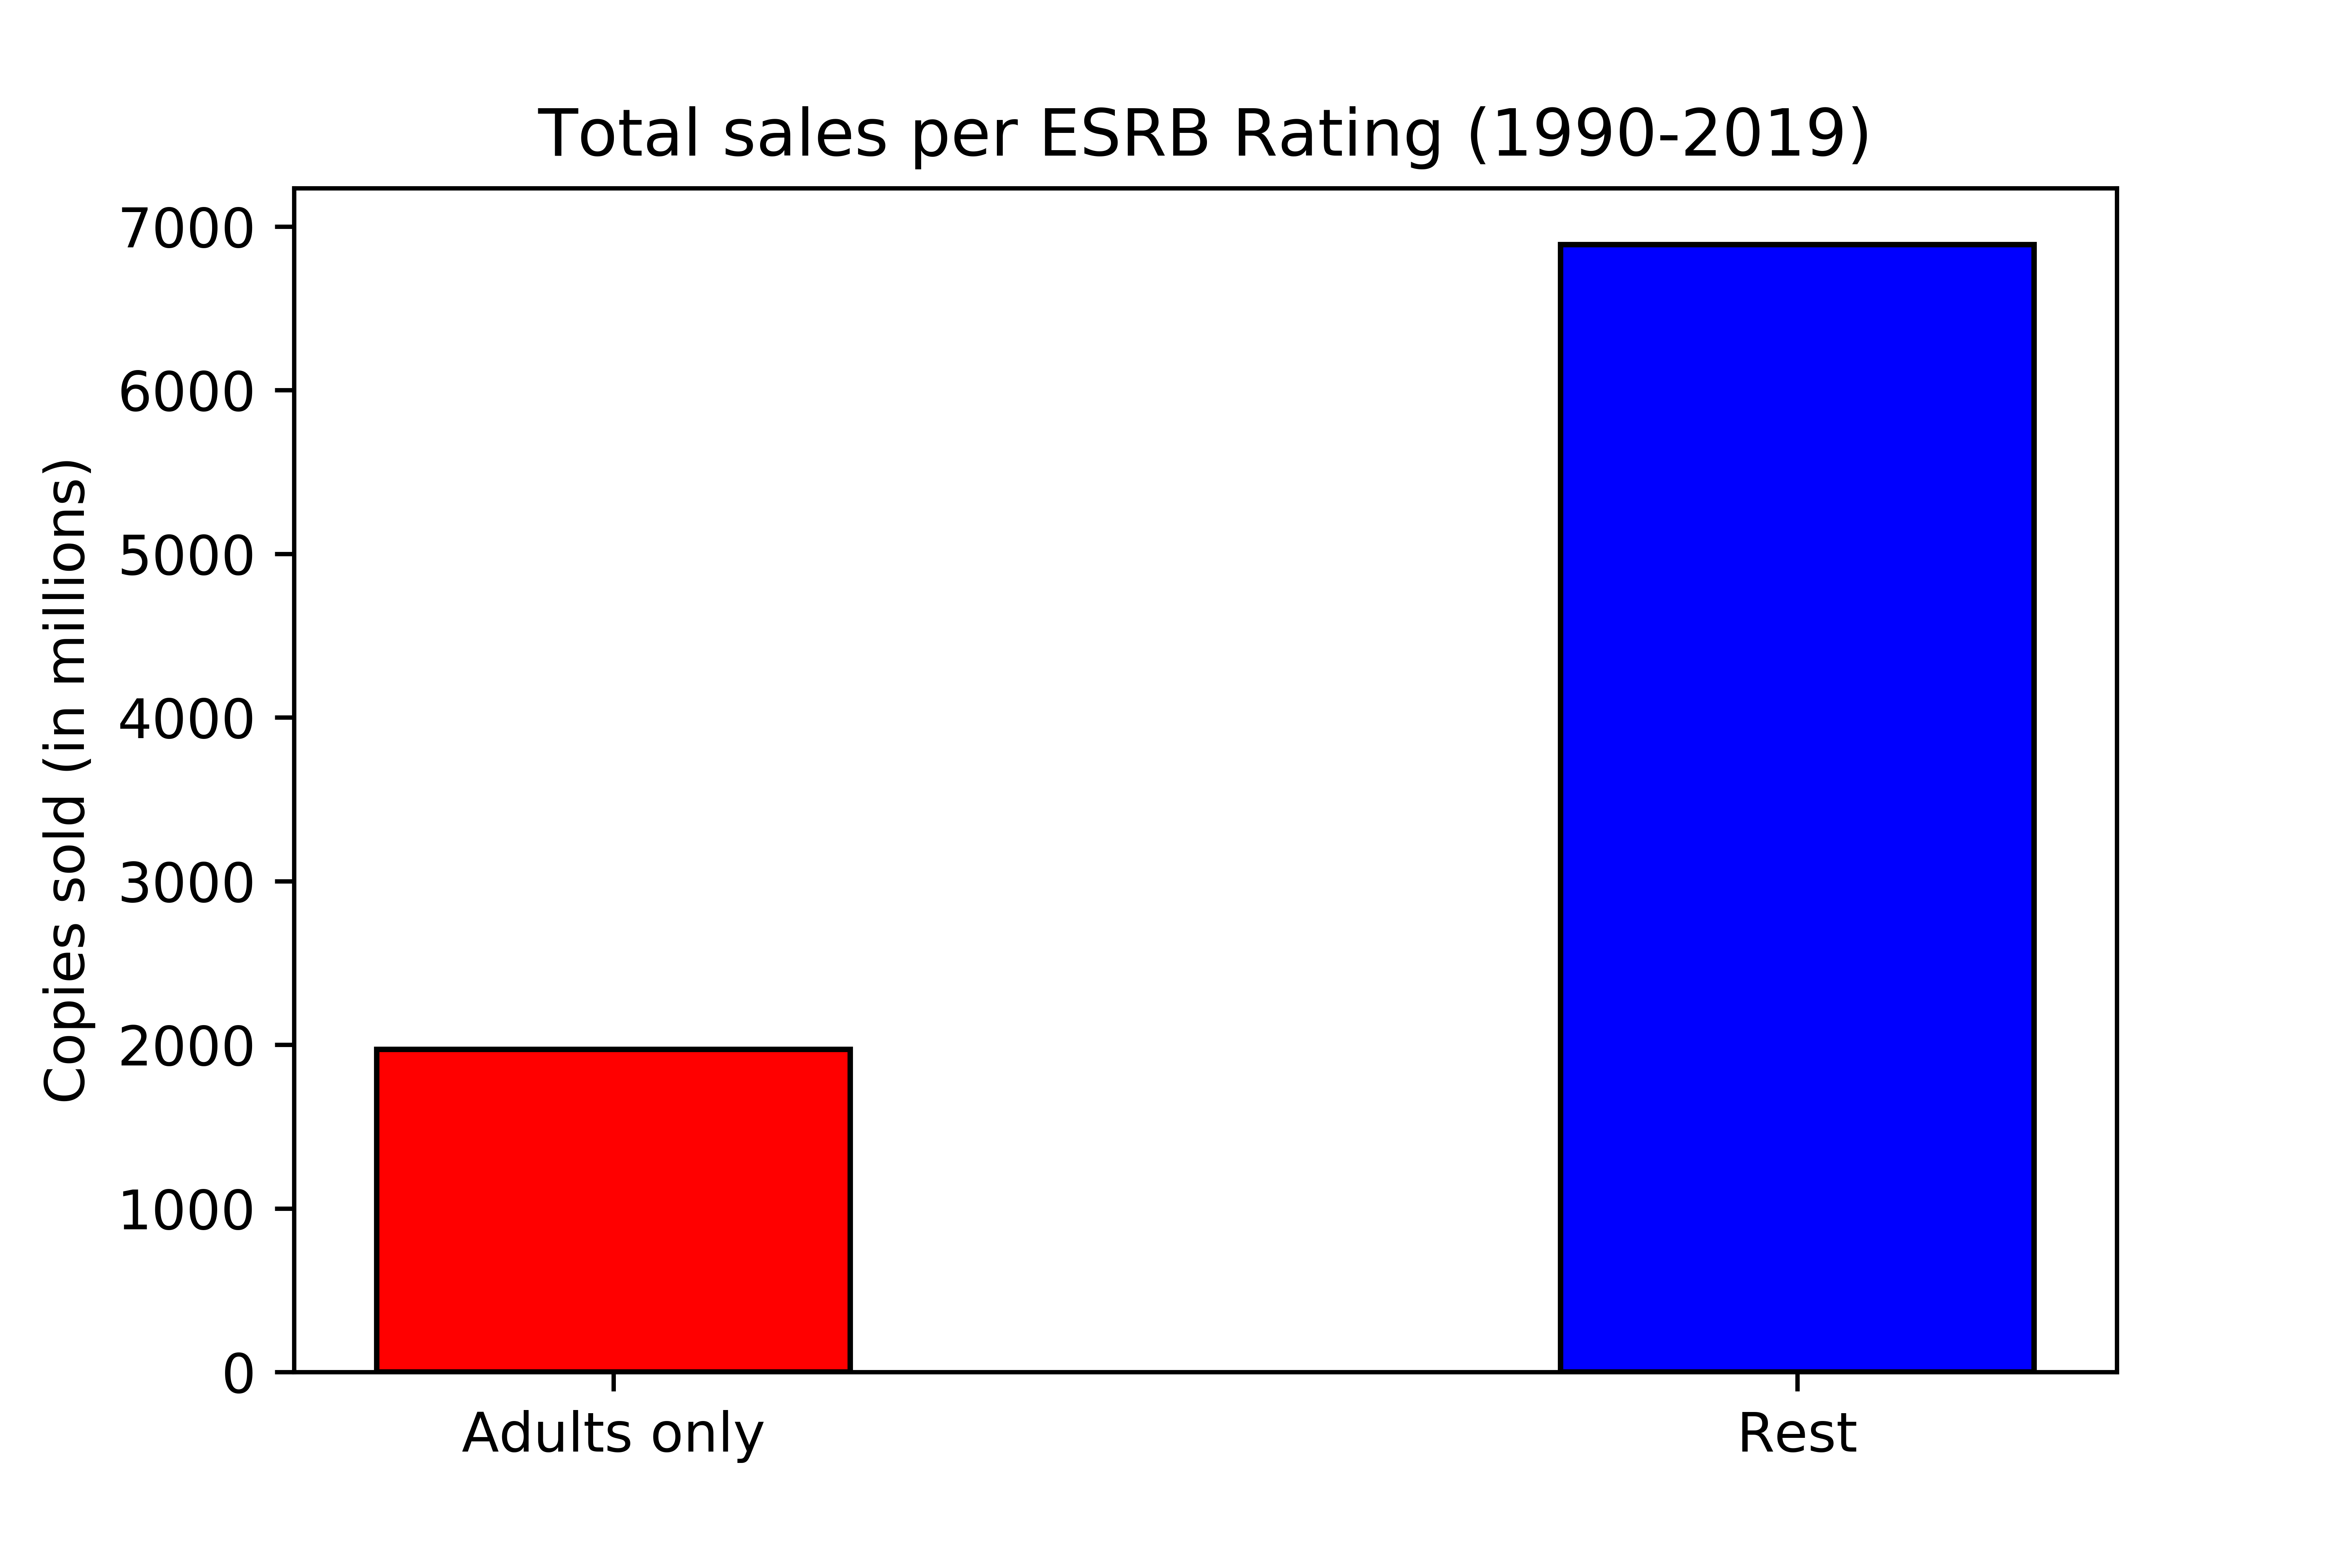 Total sales per ESRB Rating (1990-2019)
Copies sold (in millions)
7000
6000
5000
4000
3000
2000
1000
0
Adults only
Rest